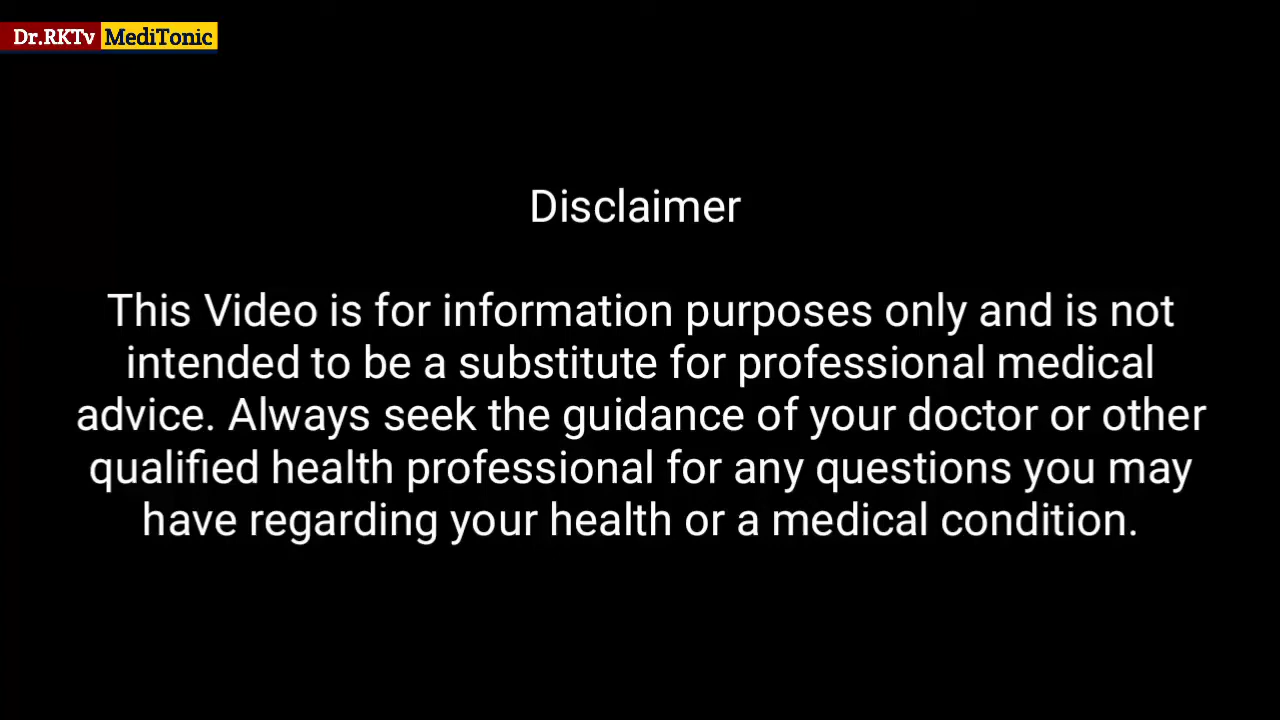 Dr.RKTv MediTonic
Disclaimer
This Video is for information purposes only and is not
intended to be a substitute for professional medical
advice. Always seek the guidance of your doctor or other
qualified health professional for any questions you may
have regarding your health or a medical condition.